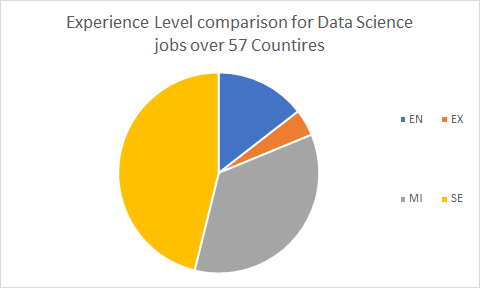 Experience Level comparison for Data Science
jobs over 57 Countires
EN EX
MI SE